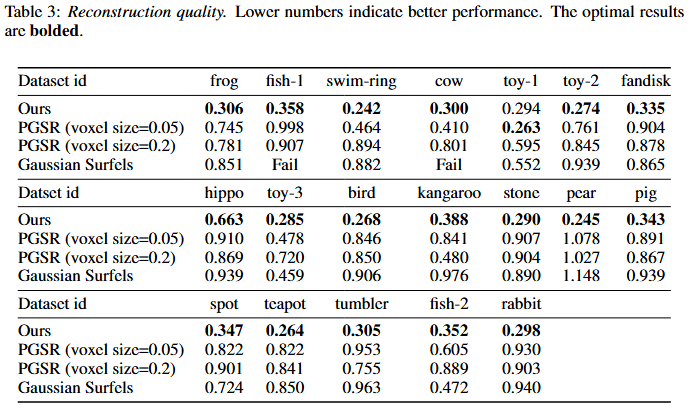 Table 3: Reconstruction quality. Lower numbers indicate better performance. The optimal results
are bolded.
Dataset id frog fish-1 swim-ring cow toy-1 toy-2 fandisk
Ours 0.306 0.358 0.242 0.300 0.294 0.274 0.335
PGSR (voxel size=0.05) 0.745 0.998 0.464 0.410 0.263 0.761 0.904
PGSR (voxel size=0.2) 0.781 0.907 0.894 0.801 0.595 0.845 0.878
Gaussian Surfels 0.851 Fail 0.882 Fail 0.552 0.939 0.865
Datset id hippo toy-3 bird kangaroo stone pear pig
Ours 0.663 0.285 0.268 0.388 0.290 0.245 0.343
PGSR (voxel size=0.05) 0.910 0.478 0.846 0.841 0.907 1.078 0.891
PGSR (voxel size=0.2) 0.869 0.720 0.850 0.480 0.904 1.027 0.867
Gaussian Surfels 0.939 0.459 0.906 0.976 0.890 1.148 0.939
Dataset id spot teapot tumbler fish-2 rabbit
Ours 0.347 0.264 0.305 0.352 0.298
PGSR (voxel size=0.05) 0.822 0.822 0.953 0.605 0.930
PGSR (voxel size=0.2) 0.901 0.841 0.755 0.889 0.903
Gaussian Surfels 0.724 0.850 0.963 0.472 0.940